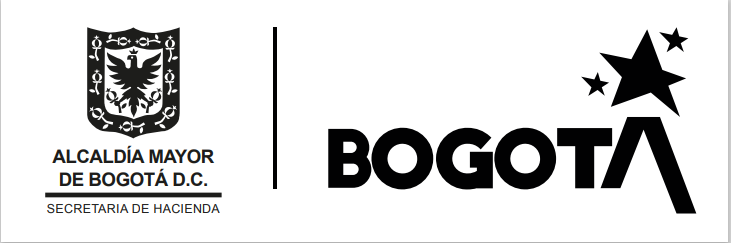 ALCALDÍA MAYOR
DE BOGOTÁ D.C.
SECRETARIA DE HACIENDA
BOGOTÁ